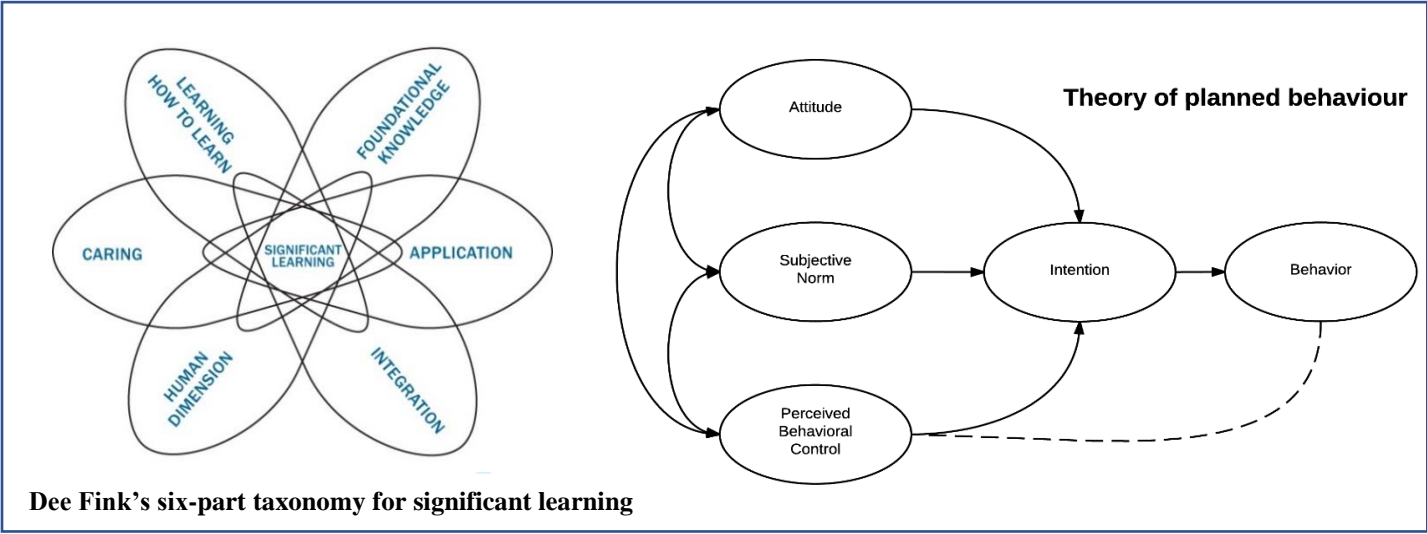 LEARNING
HOW TO LEARN
FOUNDATIONAL
KNOWLEDGE
CARING
SIGNIFICANT
LEARNING
APPLICATION
HUMAN
DIMENSION
INTEGRATION
Dee Fink’s six-part taxonomy for significant learning
Theory of planned behaviour
Attitude
Subjective
Norm
Intention
Behavior
Perceived
Behavioral
Control